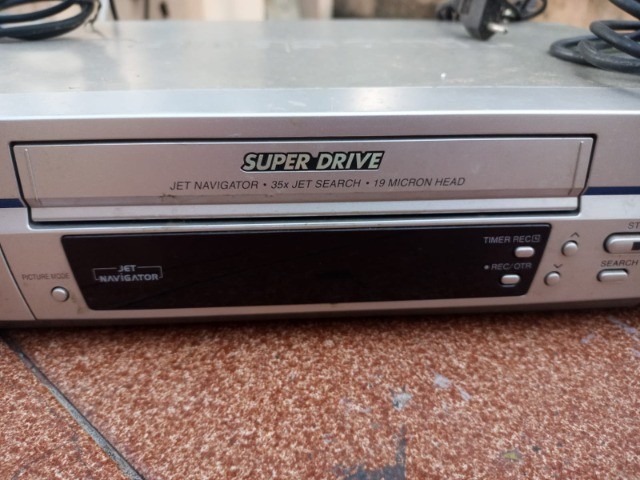 SUPER DRIVE
JET NAVIGATOR • 35x JET SEARCH • 19 MICRON HEAD
TIMER REC
ST
PICTURE MODE
JET
NAVIGATOR
• REC/OTR
SEARCH